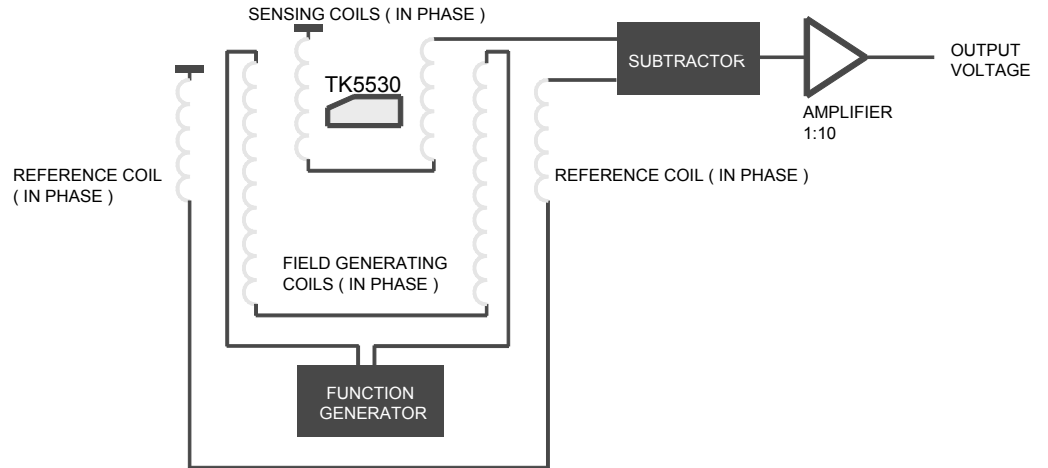 SENSING COILS ( IN PHASE )
TK5530
SUBTRACTOR
OUTPUT
VOLTAGE
AMPLIFIER
1:10
REFERENCE COIL
( IN PHASE )
REFERENCE COIL ( IN PHASE )
FIELD GENERATING
COILS ( IN PHASE )
FUNCTION
GENERATOR